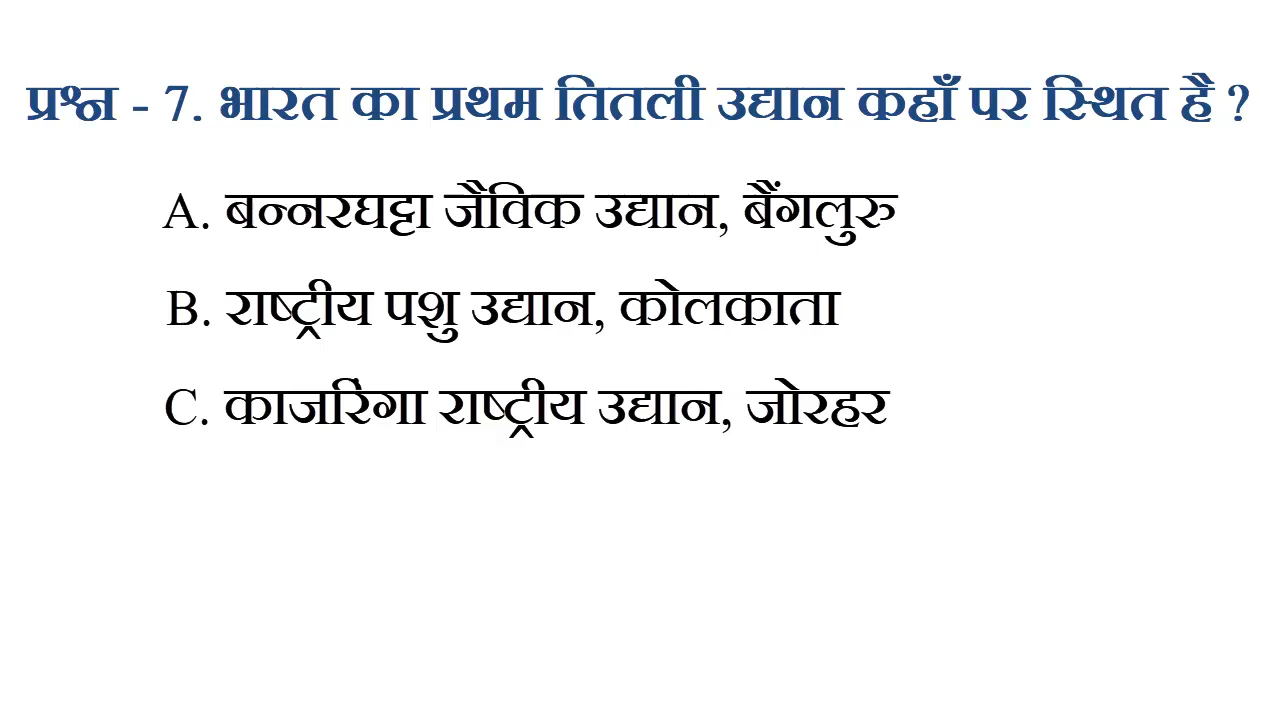 प्रश्न - 7. भारत का प्रथम तितली उद्यान कहाँ पर स्थित है ?
A. बन्नरघट्टा जैविक उद्यान, बैंगलुरु
B. राष्ट्रीय पशु उद्यान, कोलकाता
C. काजरिंगा राष्ट्रीय उद्यान, जोरहर